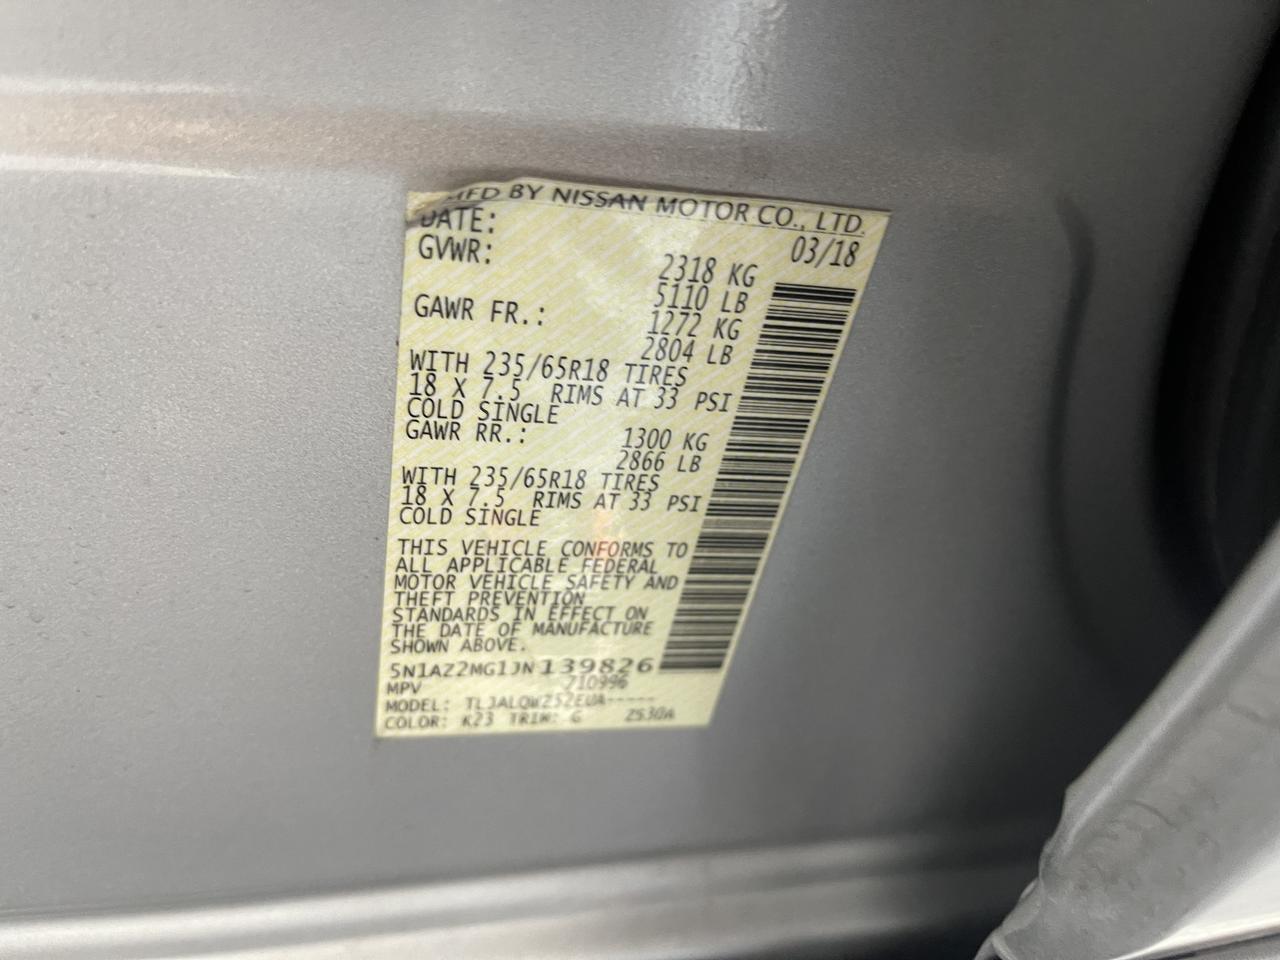 MFD BY NISSAN MOTOR CO., LTD.
DATE: 03/18
GVWR: 2318 KG
5110 LB
GAWR FR.: 1272 KG
2804 LB
WITH 235/65R18 TIRES
18 X 7.5 RIMS AT 33 PSI
COLD SINGLE
GAWR RR.: 1300 KG
2866 LB
WITH 235/65R18 TIRES
18 X 7.5 RIMS AT 33 PSI
COLD SINGLE
THIS VEHICLE CONFORMS TO
ALL APPLICABLE FEDERAL
MOTOR VEHICLE SAFETY AND
THEFT PREVENTION
STANDARDS IN EFFECT ON
THE DATE OF MANUFACTURE
SHOWN ABOVE.
5N1AZ2MG1JN139826
MPV 710996
MODEL: TLJALQWZ52EUA-----
COLOR: K23 TRIM: G ZS30A